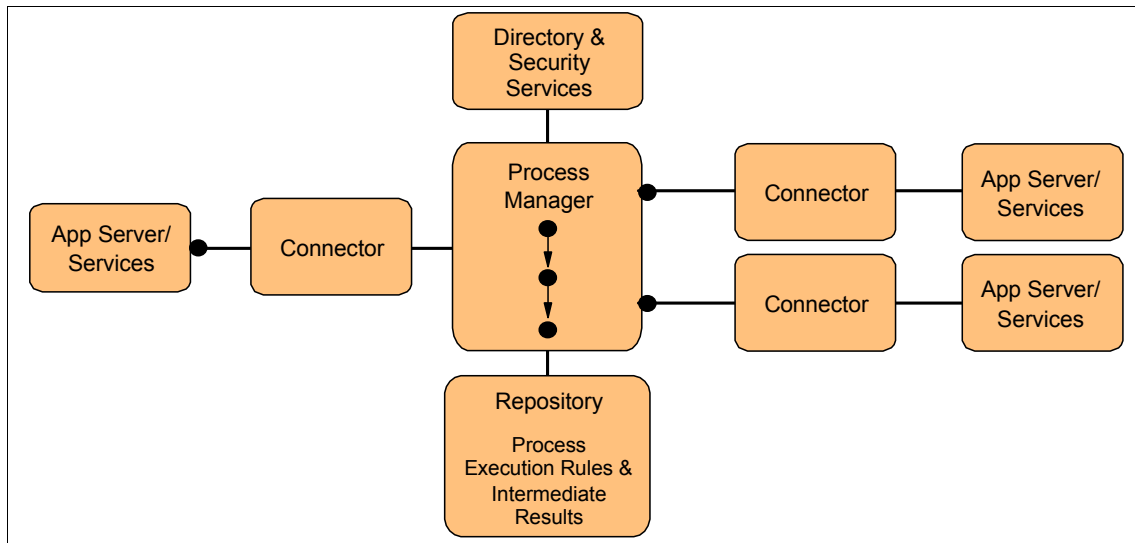 Directory &
Security
Services
Process
Manager
App Server/
Services
Connector
Connector
App Server/
Services
Connector
App Server/
Services
Repository
Process
Execution Rules &
Intermediate
Results